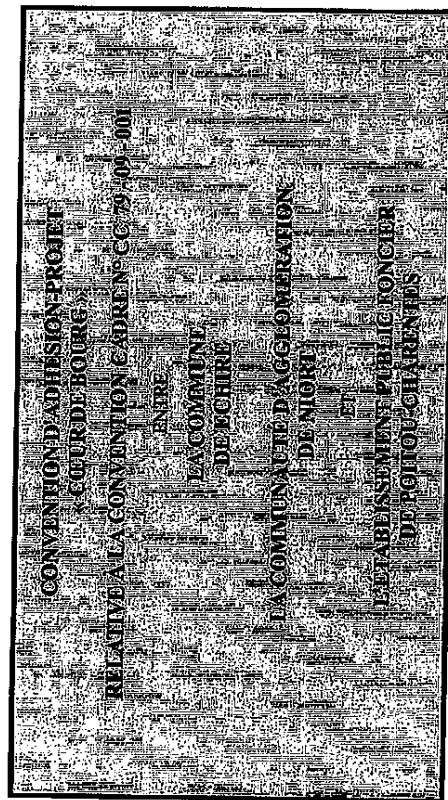 CONVENTION D'ADHESION-PROJET
« CŒUR DE BOURG »
RELATIVE A LA CONVENTION CADRE N° CC 79 -09 -001
ENTRE
LA COMMUNE
DE ECHIRE
LA COMMUNAUTE D'AGGLOMERATION
DE NIORT
ET
L'ETABLISSEMENT PUBLIC FONCIER
DE POITOU-CHARENTES